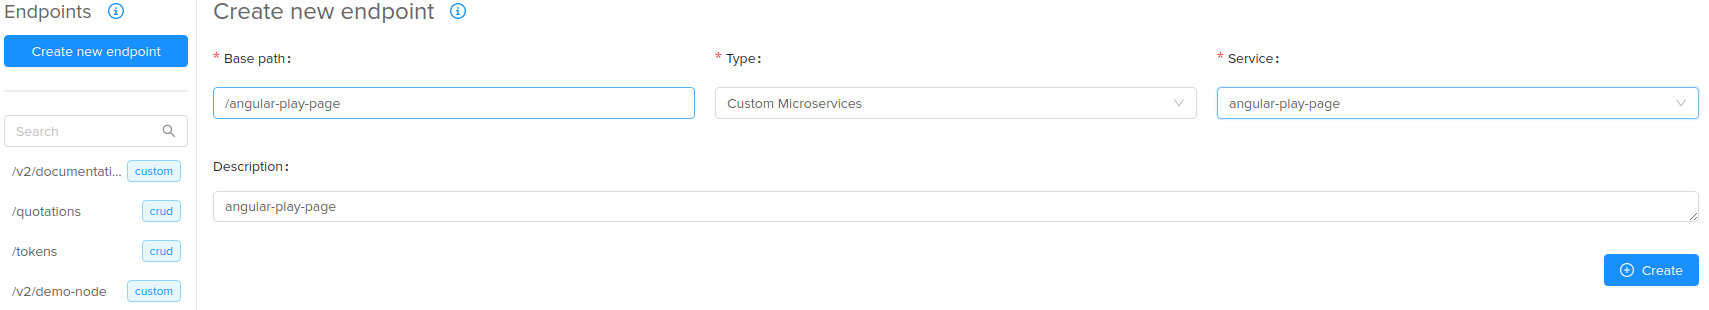 Endpoints
Create new endpoint
Search
/v2/documentati... custom
/quotations crud
/tokens crud
/v2/demo-node custom
Create new endpoint
* Base path: * Type: * Service:
/angular-play-page Custom Microservices angular-play-page
Description:
angular-play-page
Create